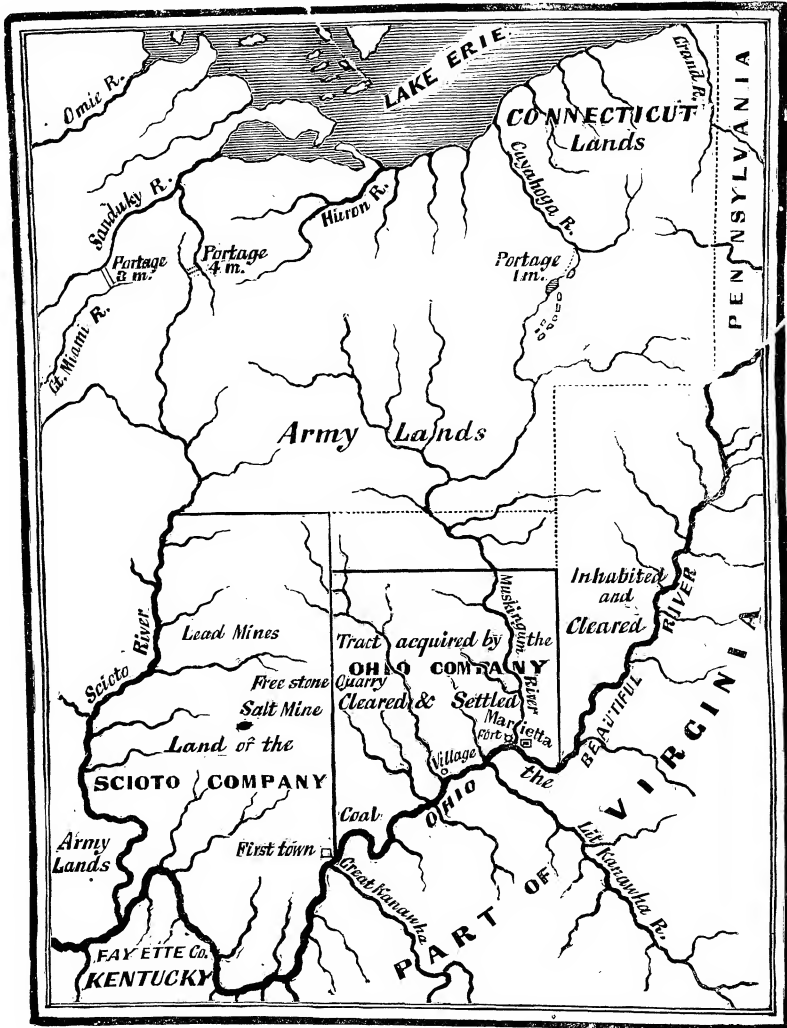 LAKE ERIE.
Omie R.
Grand R.
PENNSYLVANIA
CONNECTICUT
Lands
Cuyahoga R.
Sanduky R.
Huron R.
Portage
3 m.
Portage
4 m.
Portage
1 m.
Gt. Miami R.
Army Lands
Inhabited
and
Cleared
Muskingum
River
Lead Mines
Tract acquired by the
OHIO COMPANY
Cleared & Settled
Scioto River
Free stone Quarry
Salt Mine
Marietta
Fort
Village
Land of the
SCIOTO COMPANY
OHIO
the
BEAUTIFUL
RIVER
VIRGINIA
PART OF
Coal
Army
Lands
First town
Great Kanawha
Lit. Kanawha R.
FAYETTE Co.
KENTUCKY